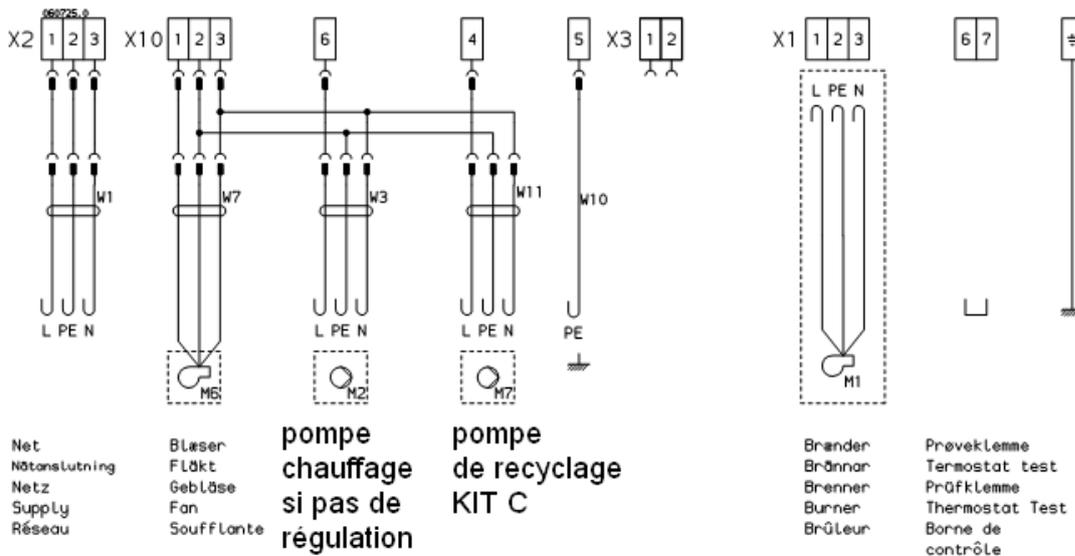 060725.0
X2 1 2 3 X10 1 2 3 6 4 5 X3 1 2 X1 1 2 3 6 7
L PE N
W1 W7 W3 W11 W10
L PE N L PE N L PE N PE
M6 M2 M7 M1
Net
Nätanslutning
Netz
Supply
Réseau
Blæser
Fläkt
Gebläse
Fan
Soufflante
pompe
chauffage
si pas de
régulation
pompe
de recyclage
KIT C
Brænder
Brännar
Brenner
Burner
Brûleur
Prøveklemme
Termostat test
Prüfklemme
Thermostat Test
Borne de
contrôle